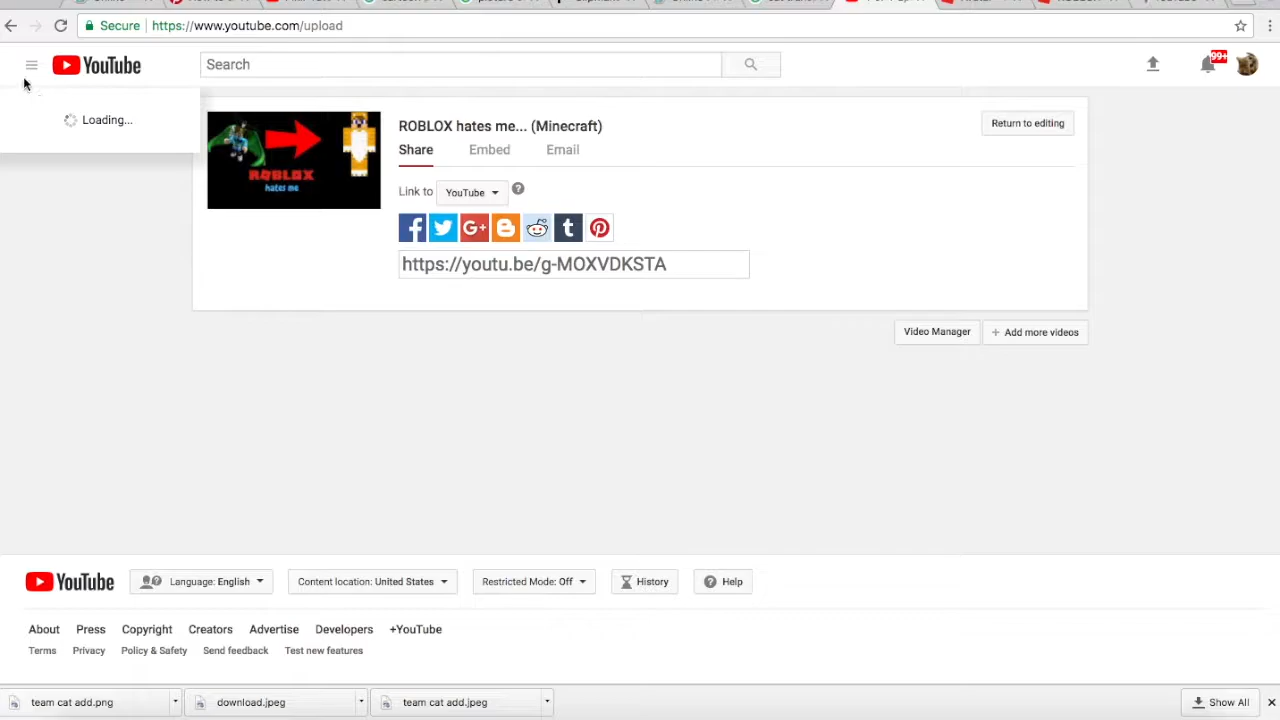 Secure https://www.youtube.com/upload
YouTube
Search
99+
Loading...
ROBLOX
hates me
ROBLOX hates me... (Minecraft)
Return to editing
Share Embed Email
Link to YouTube
https://youtu.be/g-MOXVDKSTA
Video Manager
Add more videos
YouTube
Language: English
Content location: United States
Restricted Mode: Off
History
Help
About Press Copyright Creators Advertise Developers +YouTube
Terms Privacy Policy & Safety Send feedback Test new features
team cat add.png
download.jpeg
team cat add.jpeg
Show All